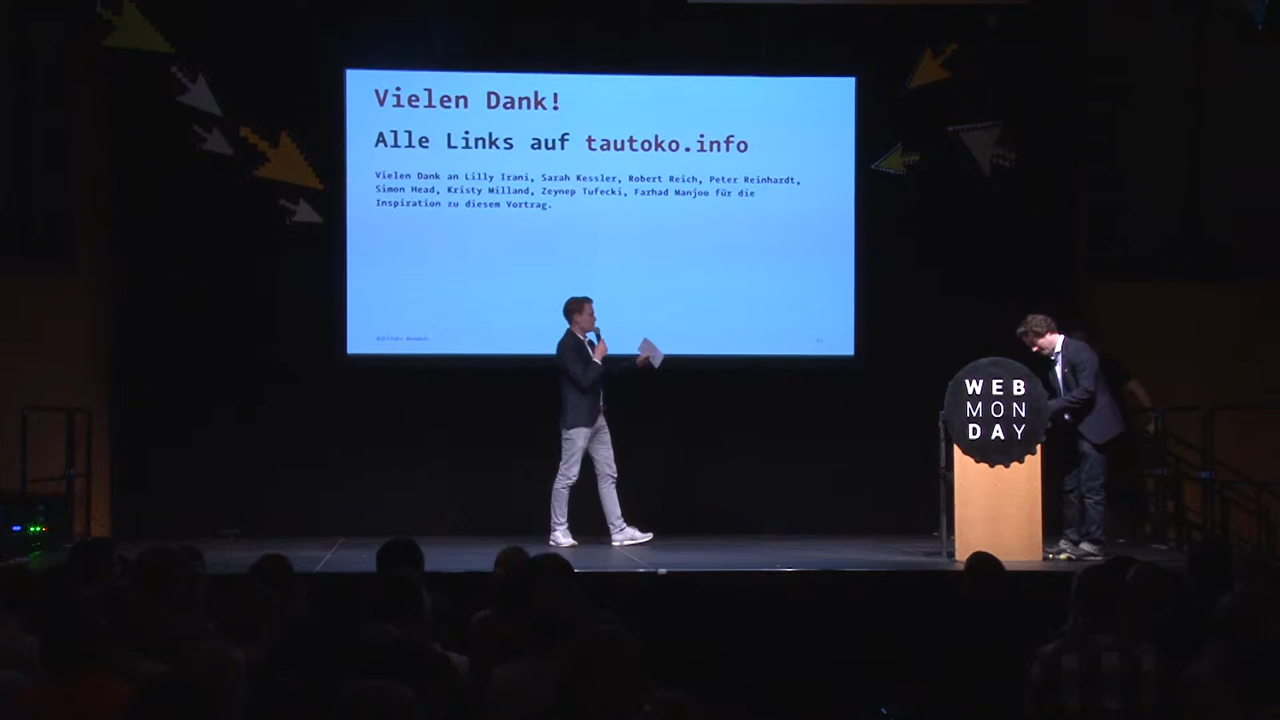 Vielen Dank!
Alle Links auf tautoko.info
Vielen Dank an Lilly Irani, Sarah Kessler, Robert Reich, Peter Reinhardt,
Simon Head, Kristy Milland, Zeynep Tufecki, Farhad Manjoo für die
Inspiration zu diesem Vortrag.
WEB
MON
DAY